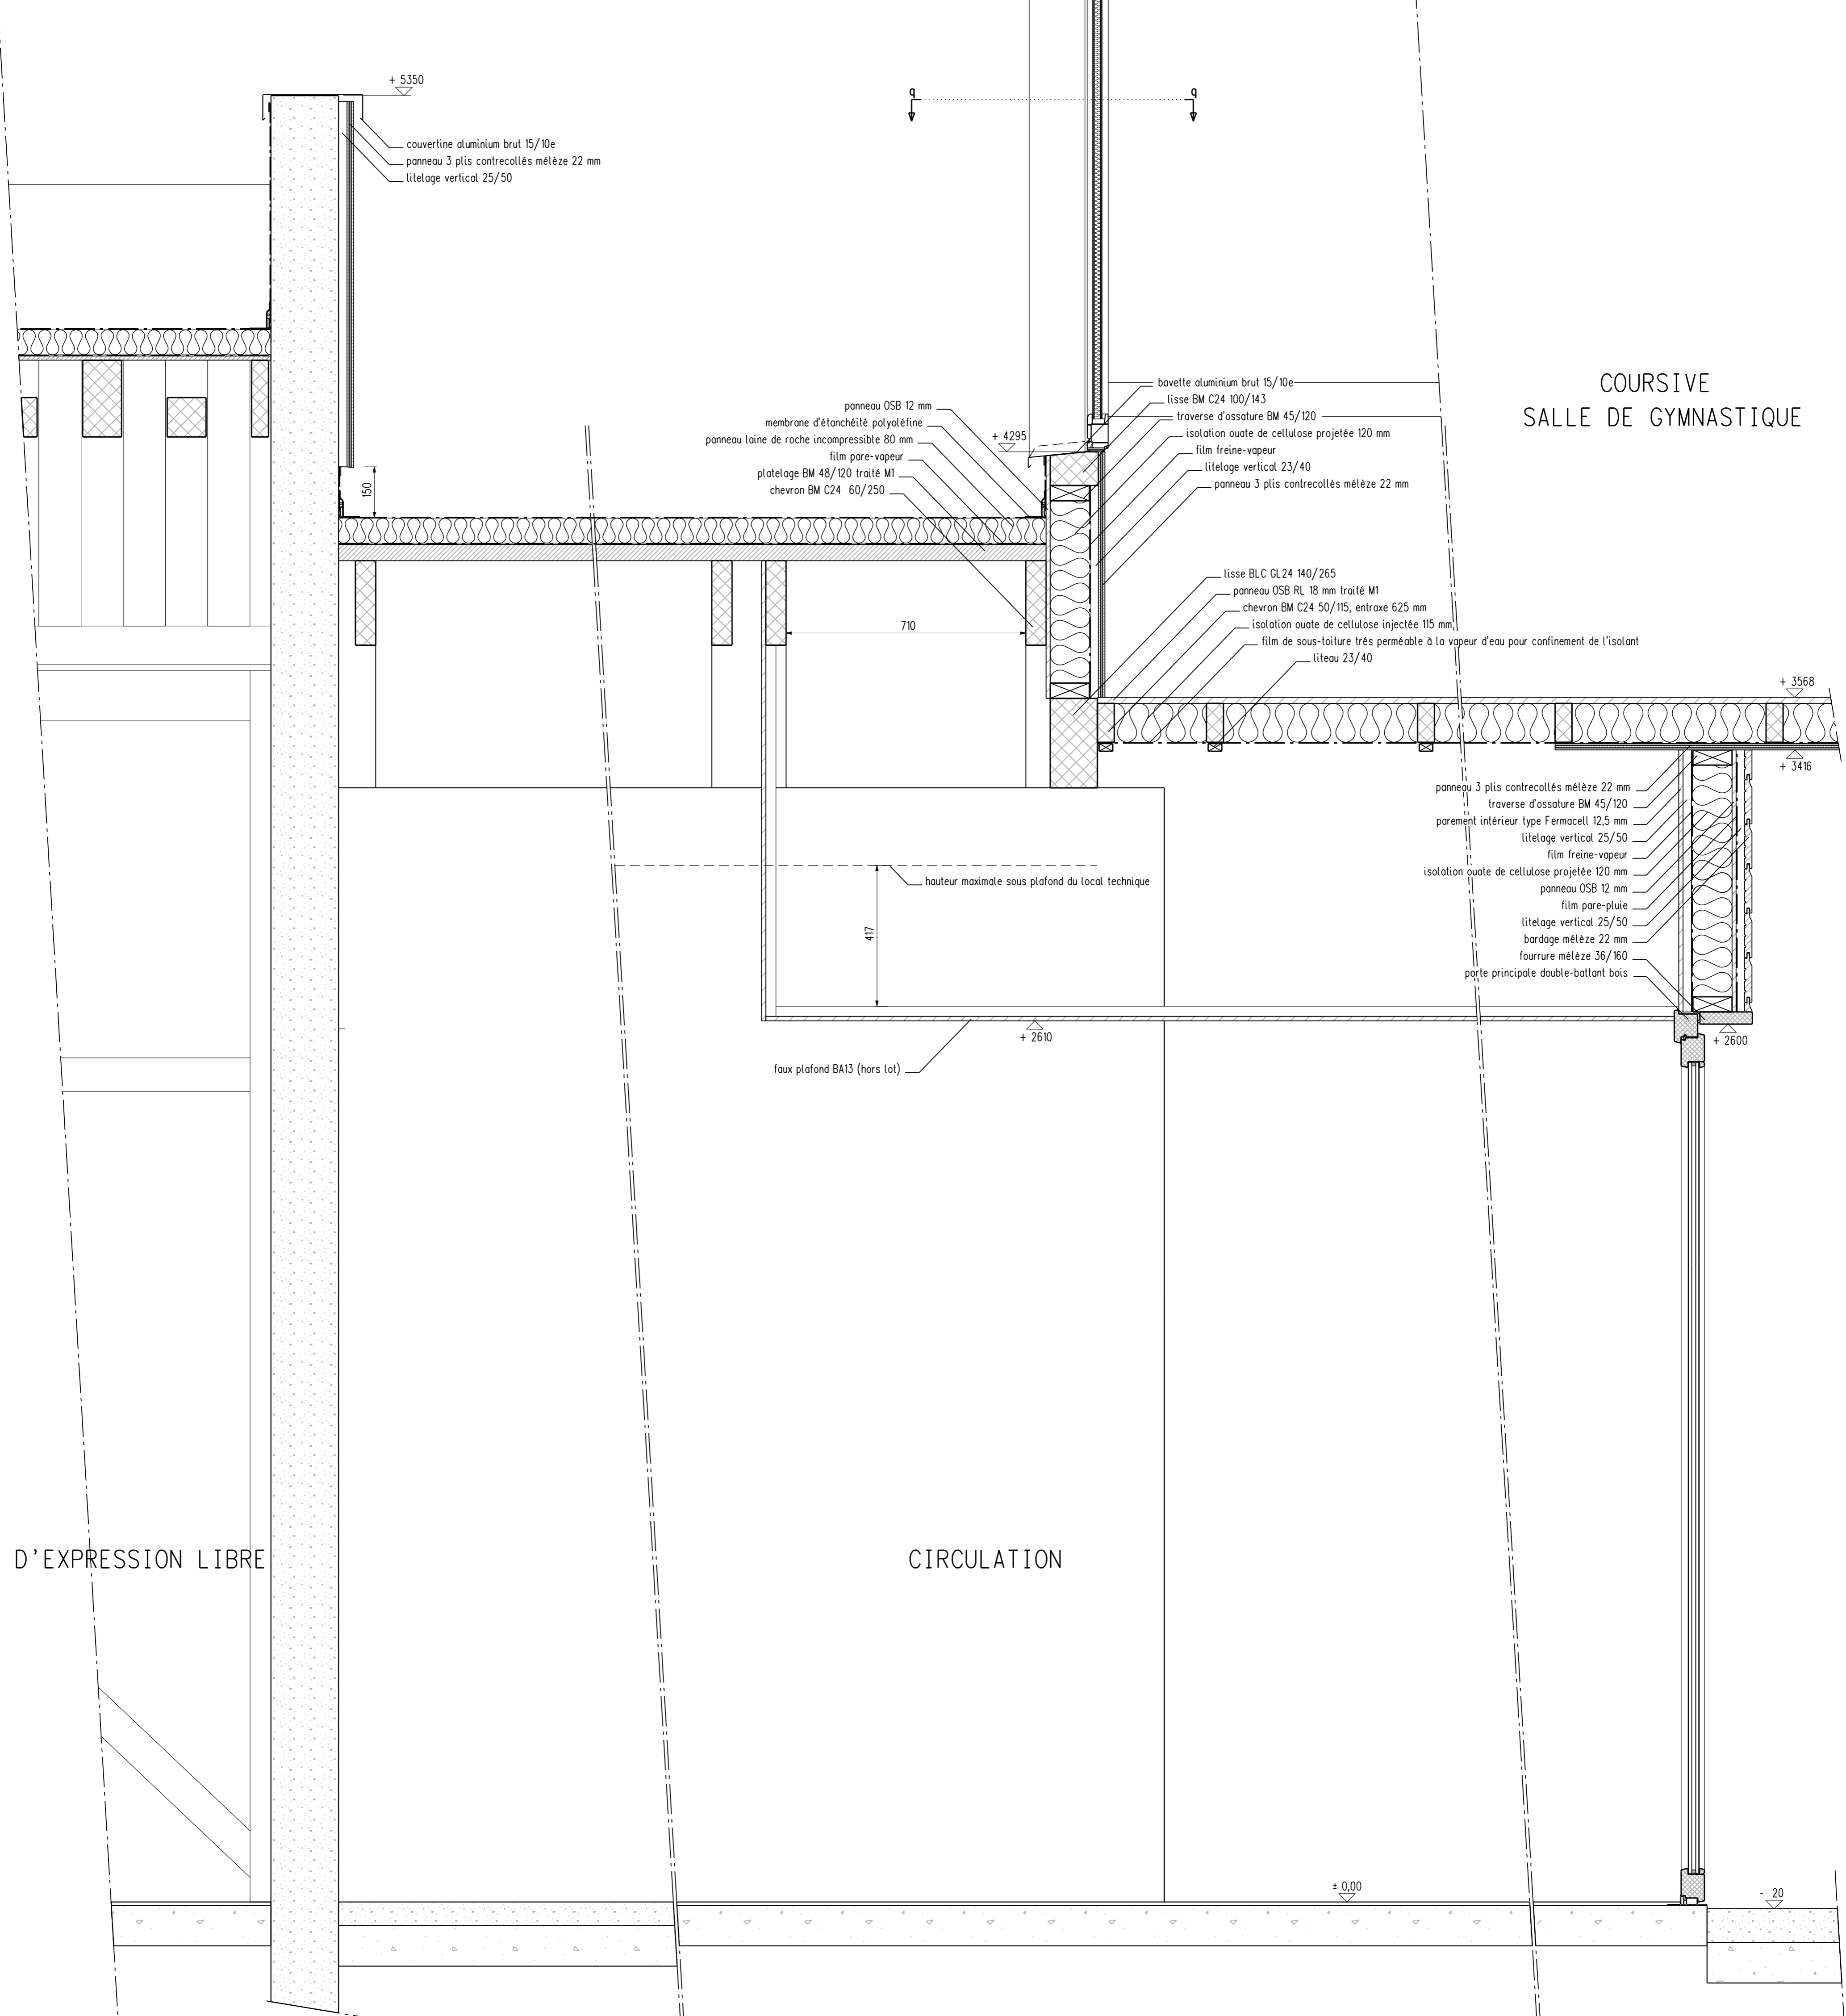 + 5350
q q
couvertine aluminium brut 15/10e
panneau 3 plis contrecollés mélèze 22 mm
litelage vertical 25/50
150
panneau OSB 12 mm
membrane d'étanchéité polyoléfine
panneau laine de roche incompressible 80 mm
film pare-vapeur
platelage BM 48/120 traité M1
chevron BM C24 60/250
+ 4295
bavette aluminium brut 15/10e
lisse BM C24 100/143
traverse d'ossature BM 45/120
isolation ouate de cellulose projetée 120 mm
film freine-vapeur
litelage vertical 23/40
panneau 3 plis contrecollés mélèze 22 mm
COURSIVE
SALLE DE GYMNASTIQUE
lisse BLC GL24 140/265
panneau OSB RL 18 mm traité M1
chevron BM C24 50/115, entraxe 625 mm
isolation ouate de cellulose injectée 115 mm
film de sous-toiture trés perméable à la vapeur d'eau pour confinement de l'isolant
liteau 23/40
710
+ 3568
+ 3416
panneau 3 plis contrecollés mélèze 22 mm
traverse d'ossature BM 45/120
parement intérieur type Fermacell 12,5 mm
litelage vertical 25/50
film freine-vapeur
isolation ouate de cellulose projetée 120 mm
panneau OSB 12 mm
film pare-pluie
litelage vertical 25/50
bardage mélèze 22 mm
fourrure mélèze 36/160
porte principale double-battant bois
hauteur maximale sous plafond du local technique
417
+ 2610
+ 2600
faux plafond BA13 (hors lot)
D'EXPRESSION LIBRE
CIRCULATION
± 0,00
- 20